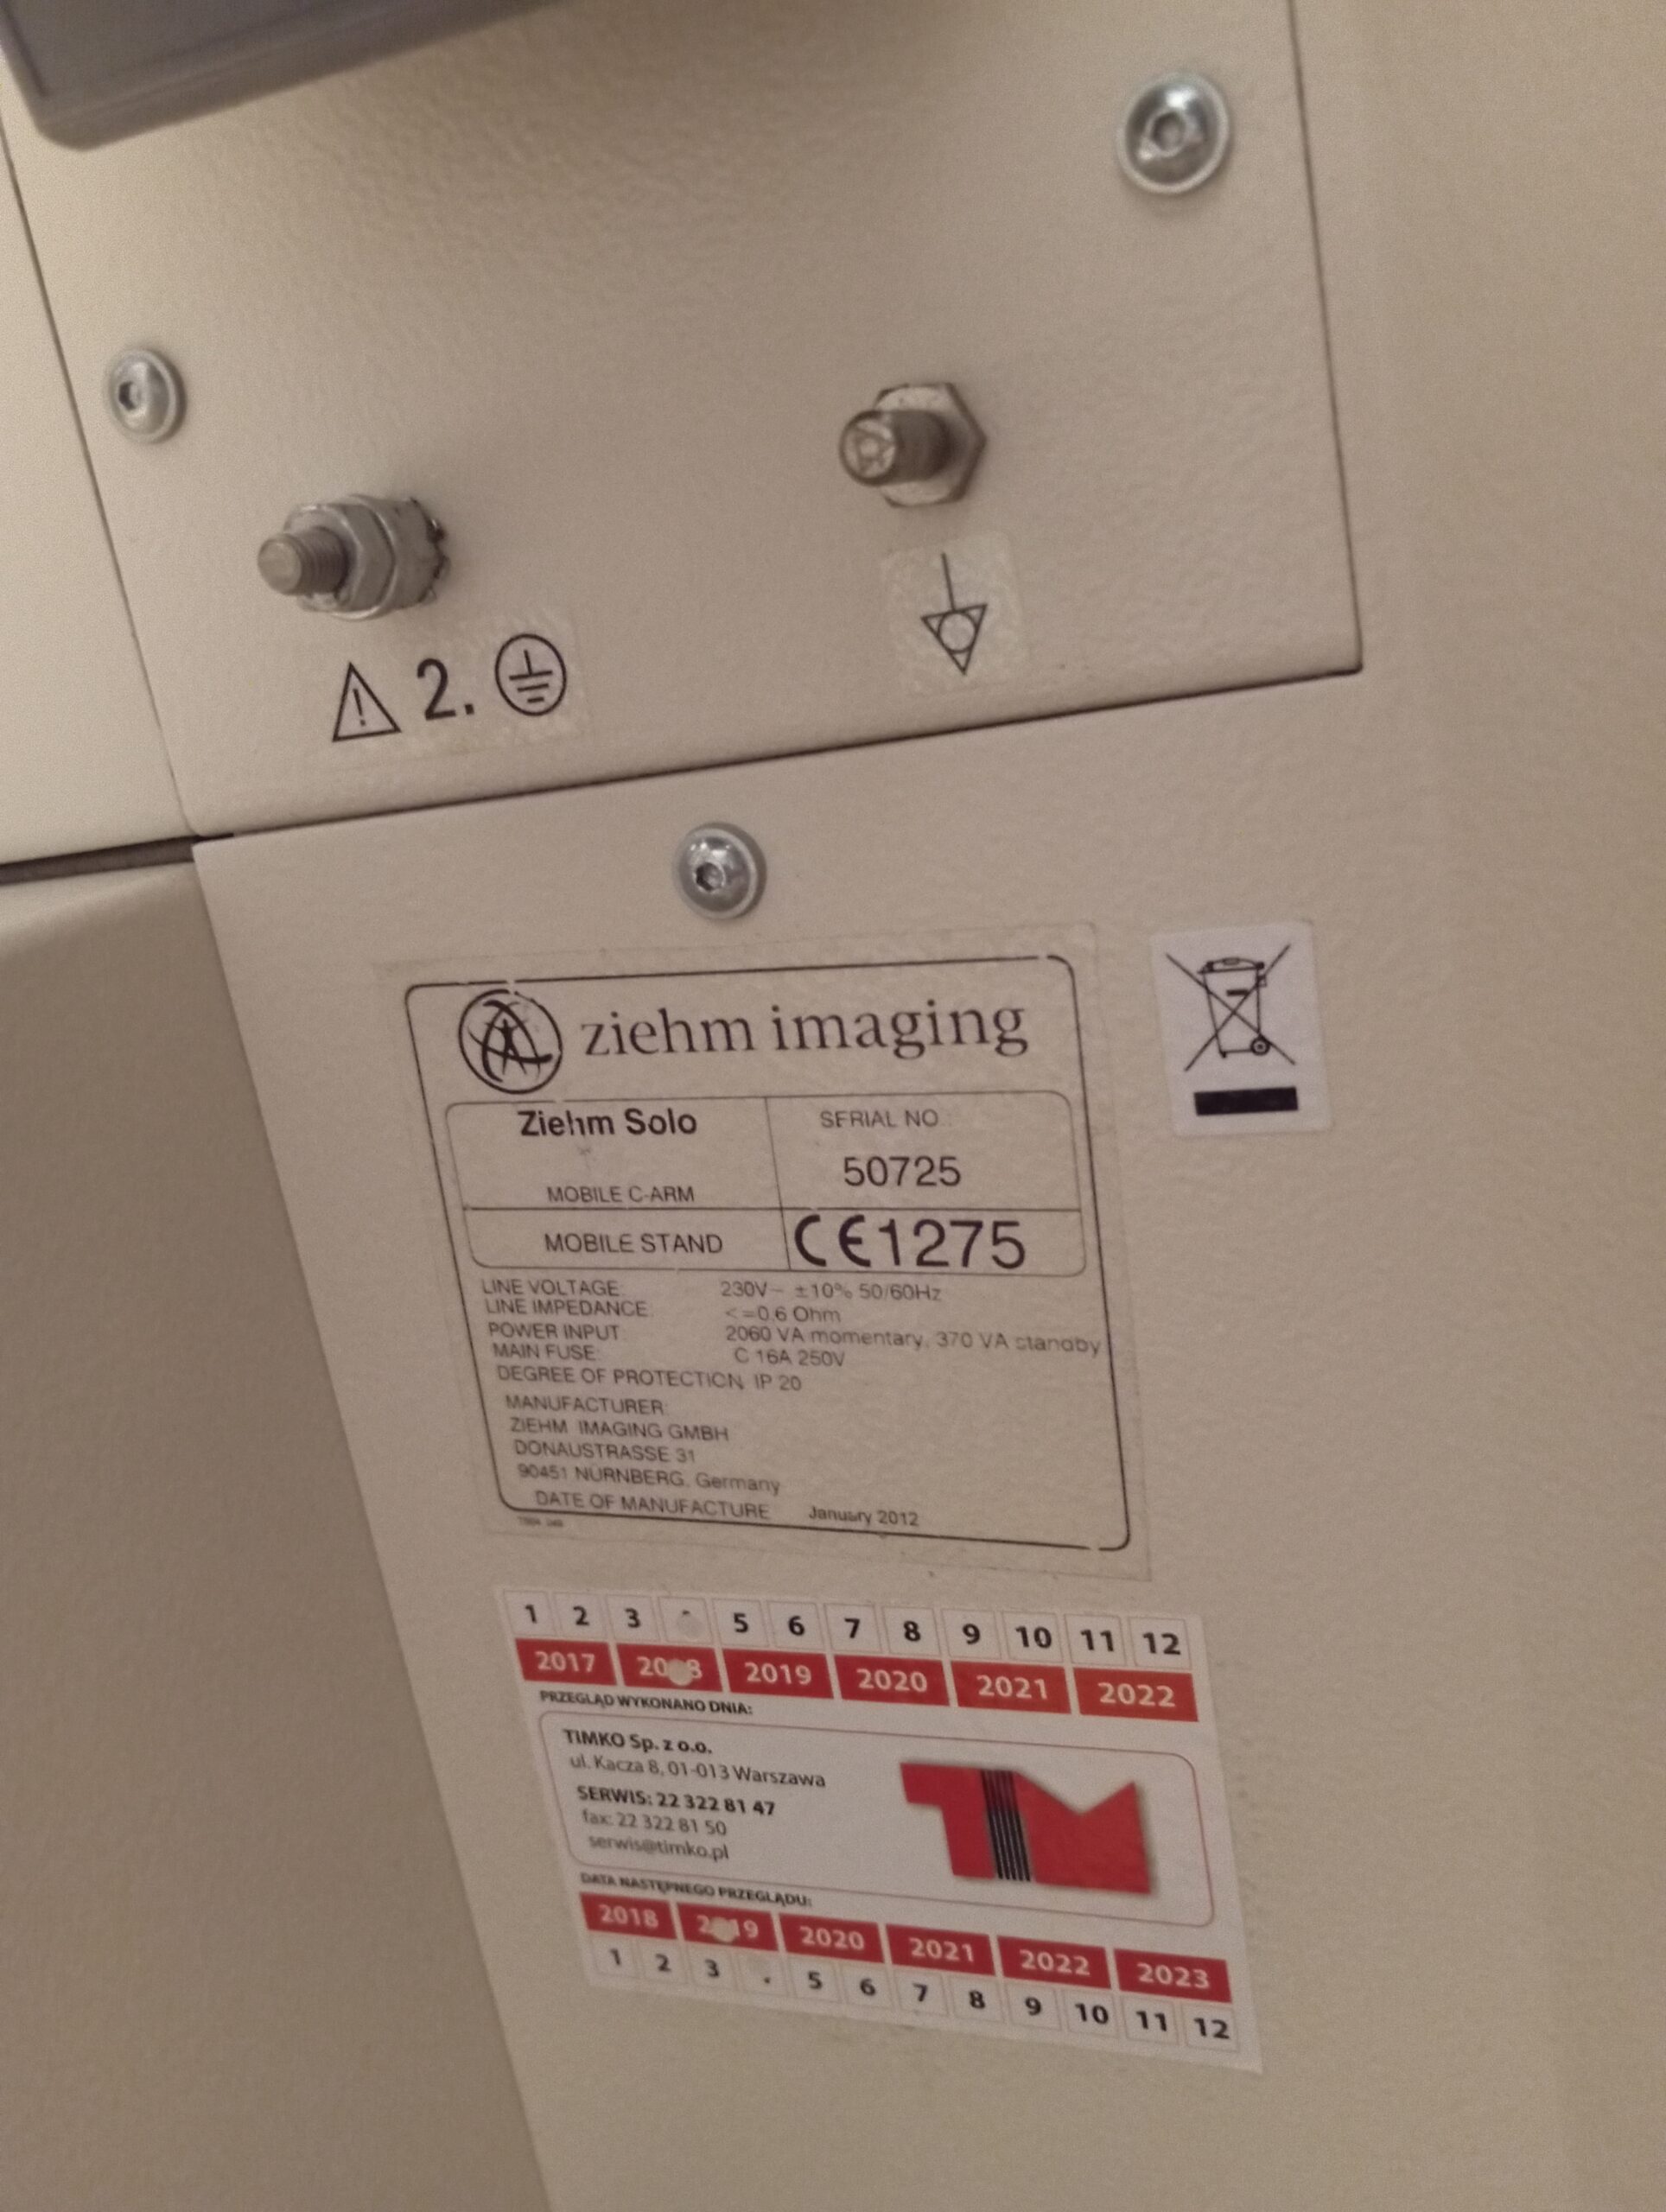 2.
ziehm imaging
Ziehm Solo
MOBILE C-ARM
SERIAL NO.:
50725
MOBILE STAND
CE1275
LINE VOLTAGE: 230V~ ±10% 50/60Hz
LINE IMPEDANCE: <=0,6 Ohm
POWER INPUT: 2060 VA momentary, 370 VA standby
MAIN FUSE: C 16A 250V
DEGREE OF PROTECTION IP 20
MANUFACTURER:
ZIEHM IMAGING GMBH
DONAUSTRASSE 31
90451 NÜRNBERG, Germany
DATE OF MANUFACTURE January 2012
1 2 3 5 6 7 8 9 10 11 12
2017 2018 2019 2020 2021 2022
PRZEGLĄD WYKONANO DNIA:
TIMKO Sp. z o.o.
ul. Kacza 8, 01-013 Warszawa
SERWIS: 22 322 81 47
fax: 22 322 81 50
serwis@timko.pl
TM
DATA NASTĘPNEGO PRZEGLĄDU:
2018 2019 2020 2021 2022 2023
1 2 3 5 6 7 8 9 10 11 12